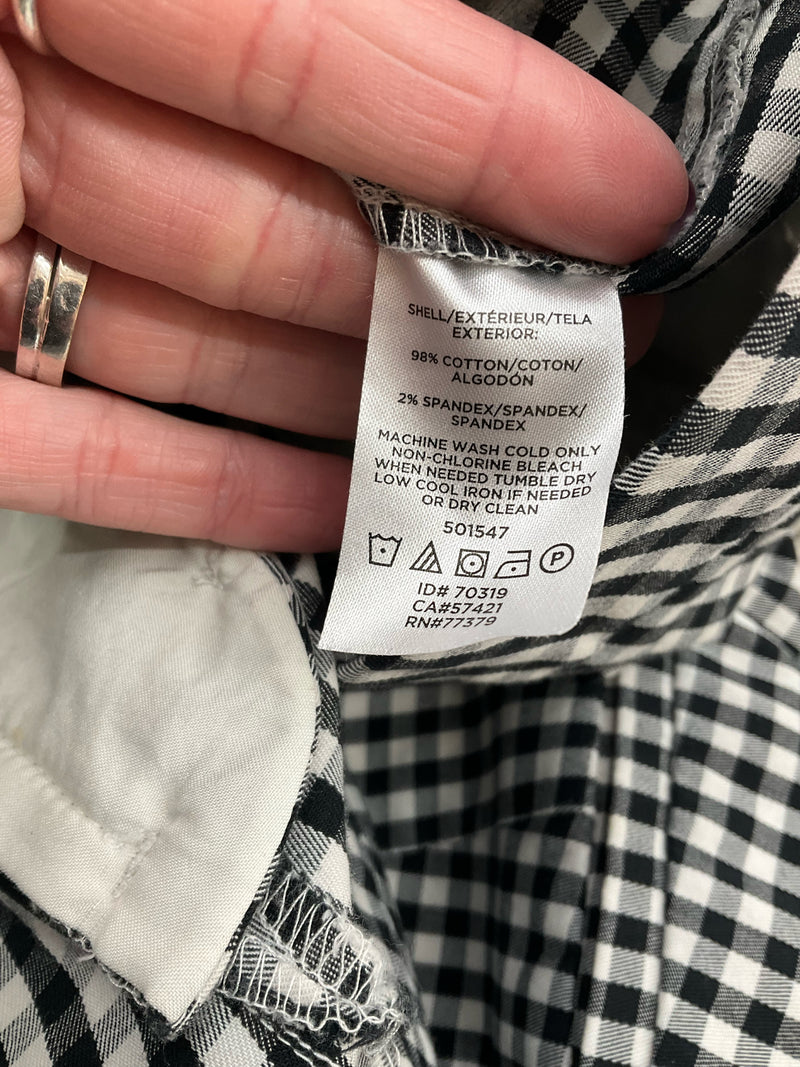 SHELL/EXTÉRIEUR/TELA
EXTERIOR:
98% COTTON/COTON/
ALGODÓN
2% SPANDEX/SPANDEX/
SPANDEX
MACHINE WASH COLD ONLY
NON-CHLORINE BLEACH
WHEN NEEDED TUMBLE DRY
LOW COOL IRON IF NEEDED
OR DRY CLEAN
501547
P
ID# 70319
CA#57421
RN#77379